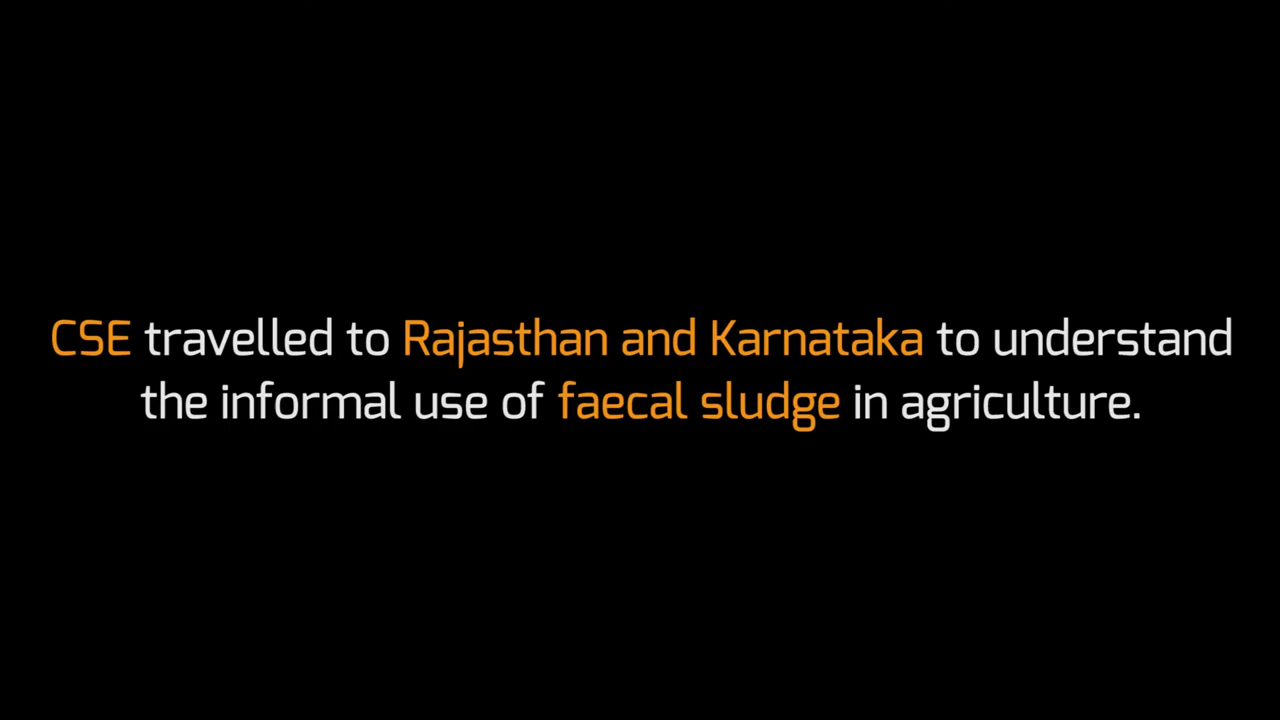 CSE travelled to Rajasthan and Karnataka to understand
the informal use of faecal sludge in agriculture.